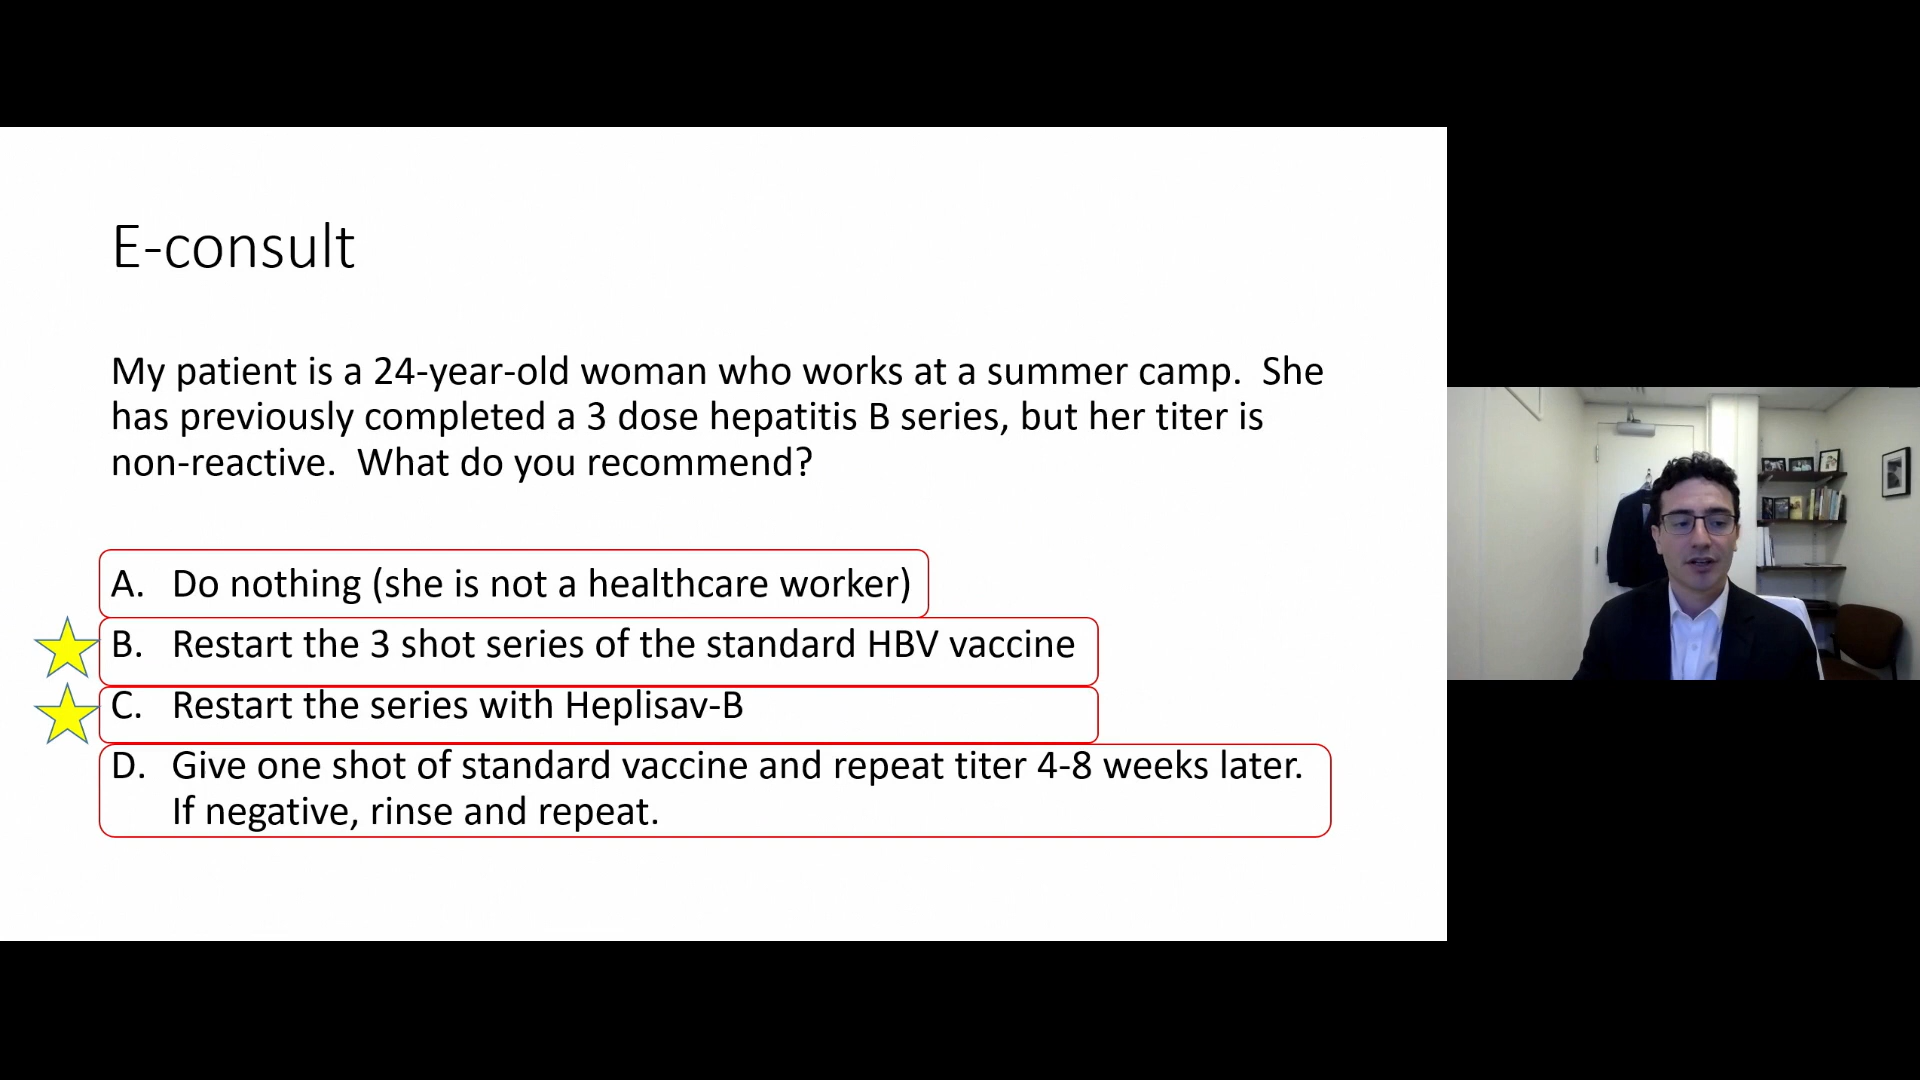 E-consult
My patient is a 24-year-old woman who works at a summer camp.  She
has previously completed a 3 dose hepatitis B series, but her titer is
non-reactive.  What do you recommend?
A. Do nothing (she is not a healthcare worker)
B. Restart the 3 shot series of the standard HBV vaccine
C. Restart the series with Heplisav-B
D. Give one shot of standard vaccine and repeat titer 4-8 weeks later.
If negative, rinse and repeat.